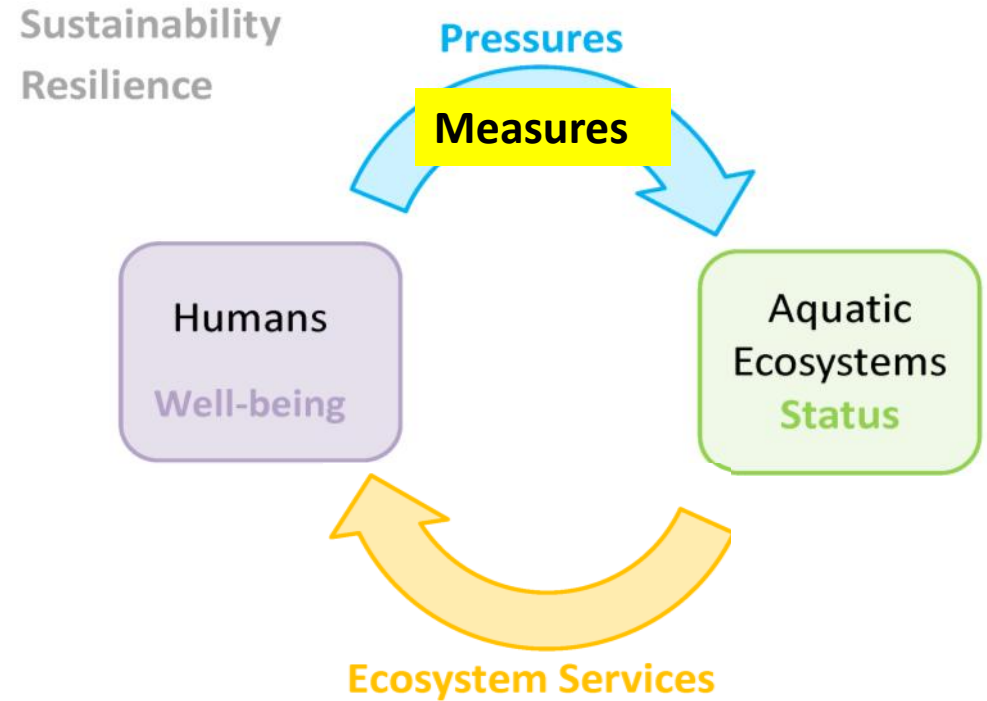 Sustainability
Resilience
Pressures
Measures
Humans
Well-being
Aquatic
Ecosystems
Status
Ecosystem Services